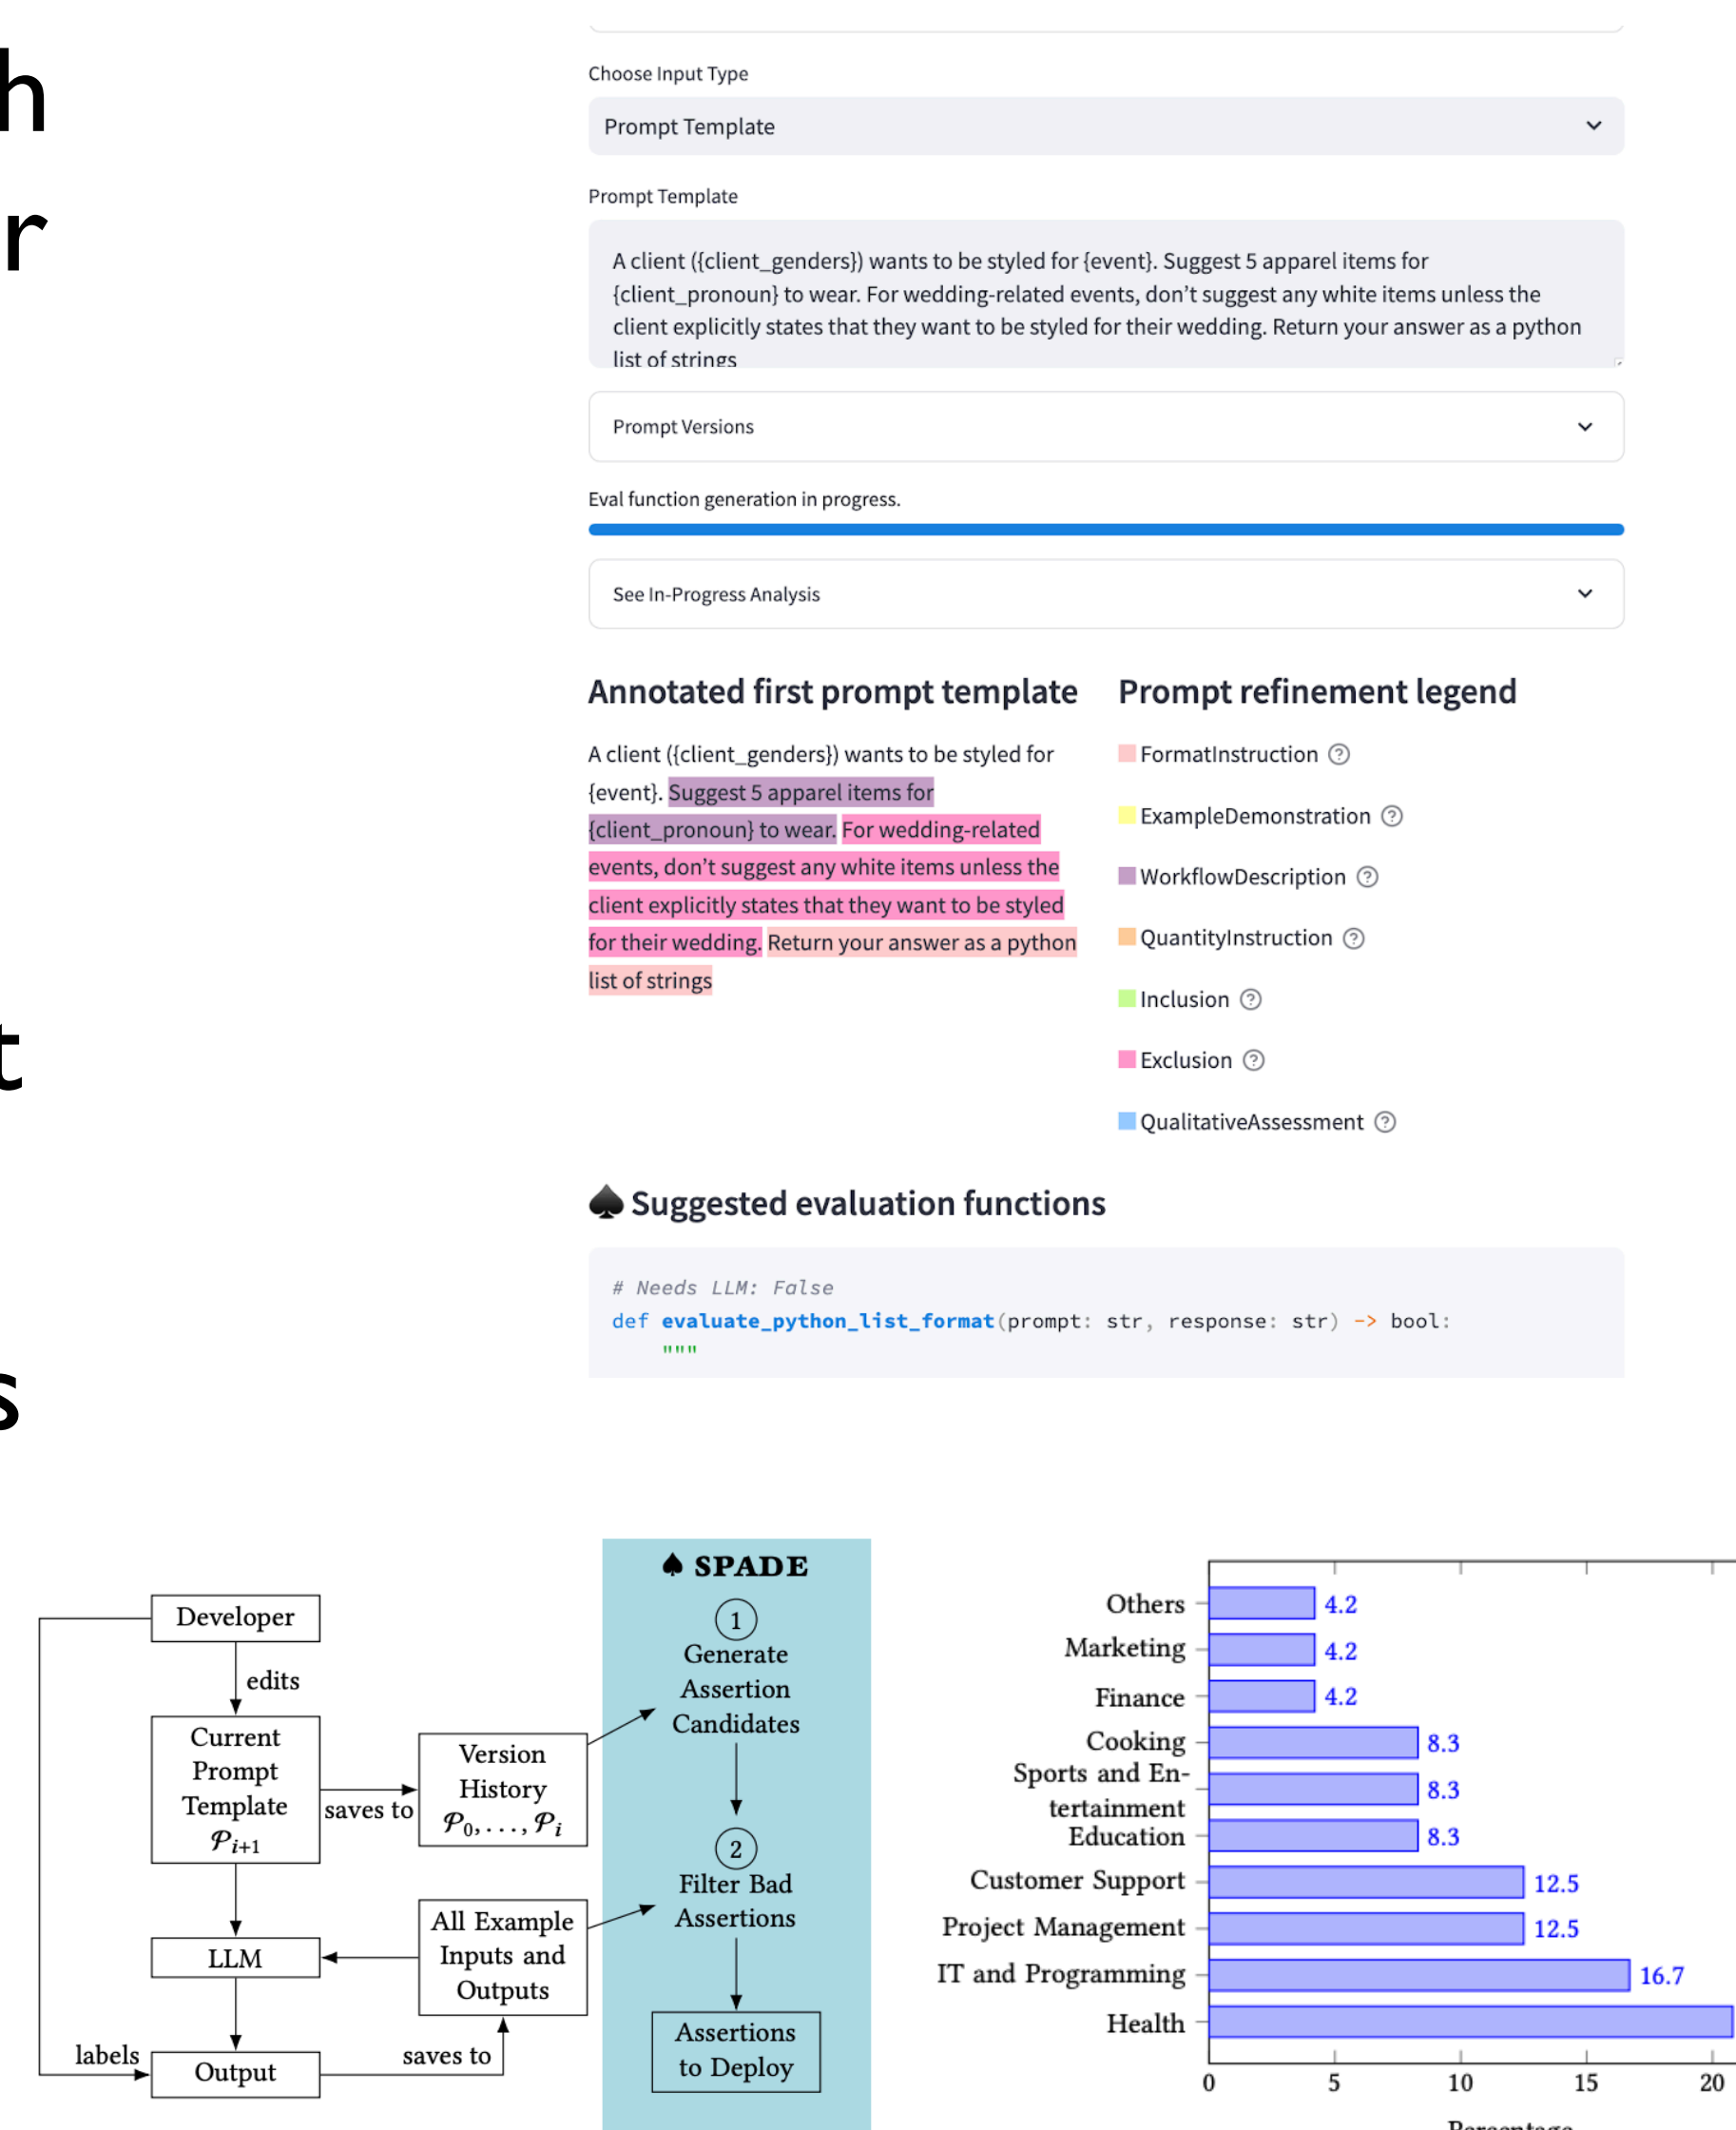 h
r
t
s
Choose Input Type
Prompt Template
Prompt Template
A client ({client_genders}) wants to be styled for {event}. Suggest 5 apparel items for
{client_pronoun} to wear. For wedding-related events, don’t suggest any white items unless the
client explicitly states that they want to be styled for their wedding. Return your answer as a python
list of strings
Prompt Versions
Eval function generation in progress.
See In-Progress Analysis
Annotated first prompt template
A client ({client_genders}) wants to be styled for
{event}. Suggest 5 apparel items for
{client_pronoun} to wear. For wedding-related
events, don’t suggest any white items unless the
client explicitly states that they want to be styled
for their wedding. Return your answer as a python
list of strings
Prompt refinement legend
FormatInstruction ?
ExampleDemonstration ?
WorkflowDescription ?
QuantityInstruction ?
Inclusion ?
Exclusion ?
QualitativeAssessment ?
♠ Suggested evaluation functions
# Needs LLM: False
def evaluate_python_list_format(prompt: str, response: str) -> bool:
"""
Developer
edits
Current
Prompt
Template
𝒫i+1
saves to
Version
History
𝒫0, . . . , 𝒫i
LLM
All Example
Inputs and
Outputs
labels
Output
saves to
♠ SPADE
1
Generate
Assertion
Candidates
2
Filter Bad
Assertions
Assertions
to Deploy
Others 4.2
Marketing 4.2
Finance 4.2
Cooking 8.3
Sports and En-
tertainment 8.3
Education 8.3
Customer Support 12.5
Project Management 12.5
IT and Programming 16.7
Health
0 5 10 15 20
Percentage